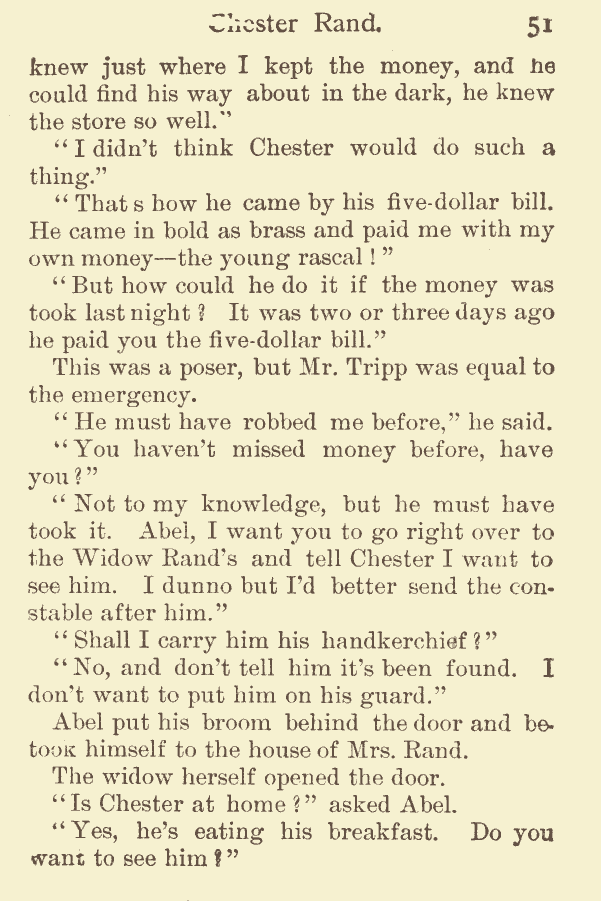 Chester Rand. 51
knew just where I kept the money, and he
could find his way about in the dark, he knew
the store so well."
"I didn't think Chester would do such a
thing."
"That s how he came by his five-dollar bill.
He came in bold as brass and paid me with my
own money—the young rascal!"
"But how could he do it if the money was
took last night? It was two or three days ago
he paid you the five-dollar bill."
This was a poser, but Mr. Tripp was equal to
the emergency.
"He must have robbed me before," he said.
"You haven't missed money before, have
you?"
"Not to my knowledge, but he must have
took it. Abel, I want you to go right over to
the Widow Rand's and tell Chester I want to
see him. I dunno but I'd better send the con-
stable after him."
"Shall I carry him his handkerchief?"
"No, and don't tell him it's been found. I
don't want to put him on his guard."
Abel put his broom behind the door and be-
took himself to the house of Mrs. Rand.
The widow herself opened the door.
"Is Chester at home?" asked Abel.
"Yes, he's eating his breakfast. Do you
want to see him?"